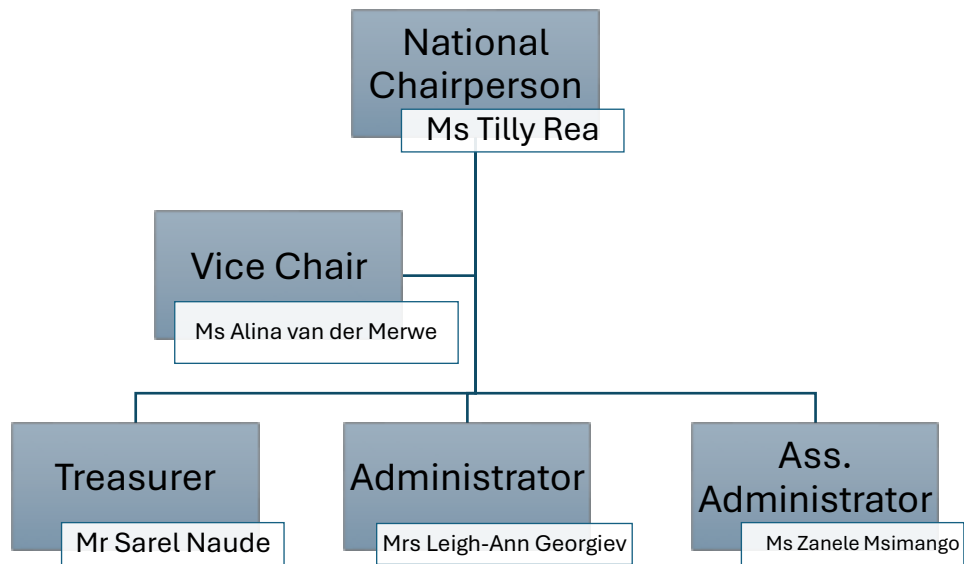 National
Chairperson
Ms Tilly Rea
Vice Chair
Ms Alina van der Merwe
Treasurer
Mr Sarel Naude
Administrator
Mrs Leigh-Ann Georgiev
Ass.
Administrator
Ms Zanele Msimango